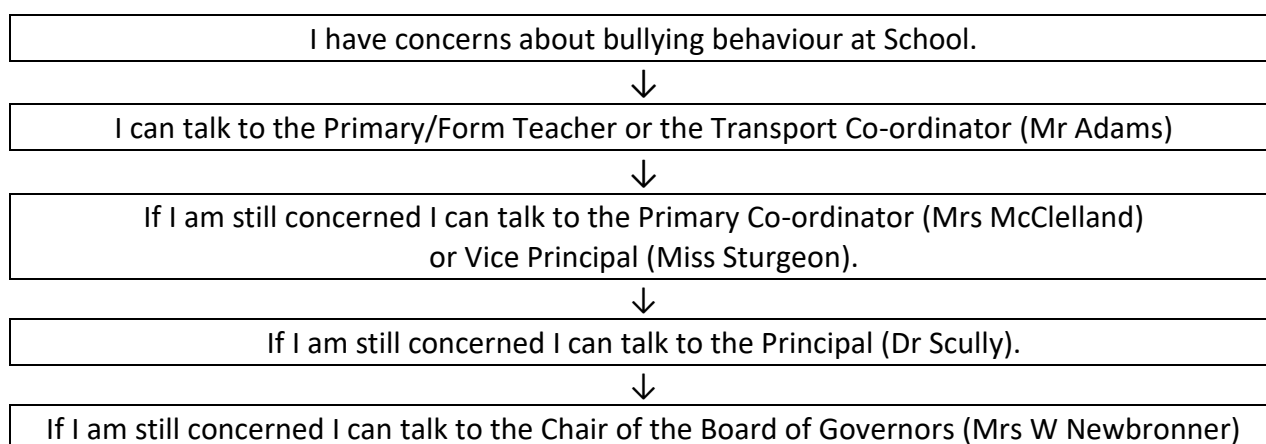 I have concerns about bullying behaviour at School.
↓
I can talk to the Primary/Form Teacher or the Transport Co-ordinator (Mr Adams)
↓
If I am still concerned I can talk to the Primary Co-ordinator (Mrs McClelland)
or Vice Principal (Miss Sturgeon).
↓
If I am still concerned I can talk to the Principal (Dr Scully).
↓
If I am still concerned I can talk to the Chair of the Board of Governors (Mrs W Newbronner)